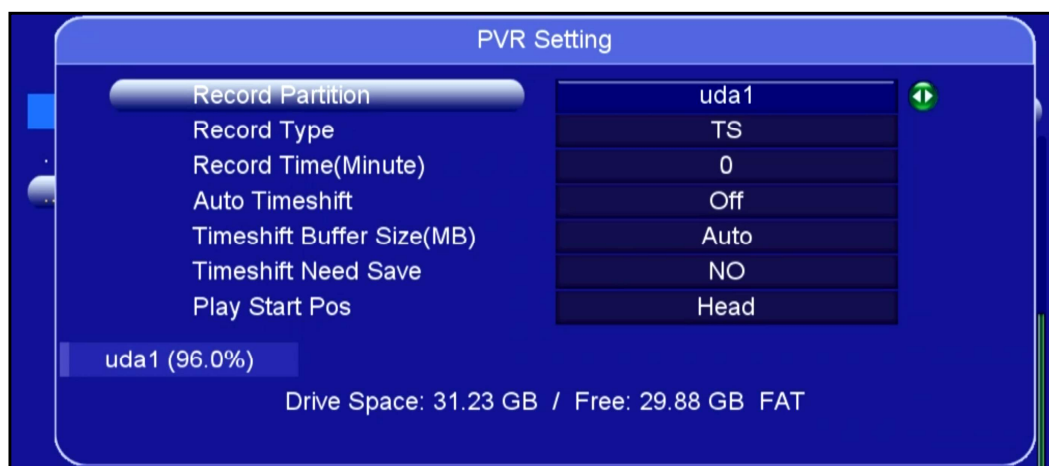 PVR Setting
Record Partition uda1
Record Type TS
Record Time(Minute) 0
Auto Timeshift Off
Timeshift Buffer Size(MB) Auto
Timeshift Need Save NO
Play Start Pos Head
uda1 (96.0%)
Drive Space: 31.23 GB / Free: 29.88 GB FAT